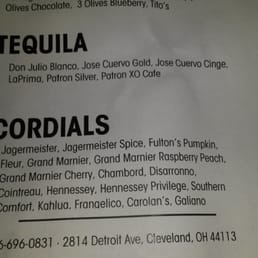 Olives Chocolate, 3 Olives Blueberry, Tito's
TEQUILA
Don Julio Blanco, Jose Cuervo Gold, Jose Cuervo Cinge,
LaPrima, Patron Silver, Patron XO Cafe
CORDIALS
Jagermeister, Jagermeister Spice, Fulton's Pumpkin,
Fleur, Grand Marnier, Grand Marnier Raspberry Peach,
Grand Marnier Cherry, Chambord, Disarronno,
Cointreau, Hennessey, Hennessey Privilege, Southern
Comfort, Kahlua, Frangelico, Carolan's, Galiano
6-696-0831 · 2814 Detroit Ave, Cleveland, OH 44113